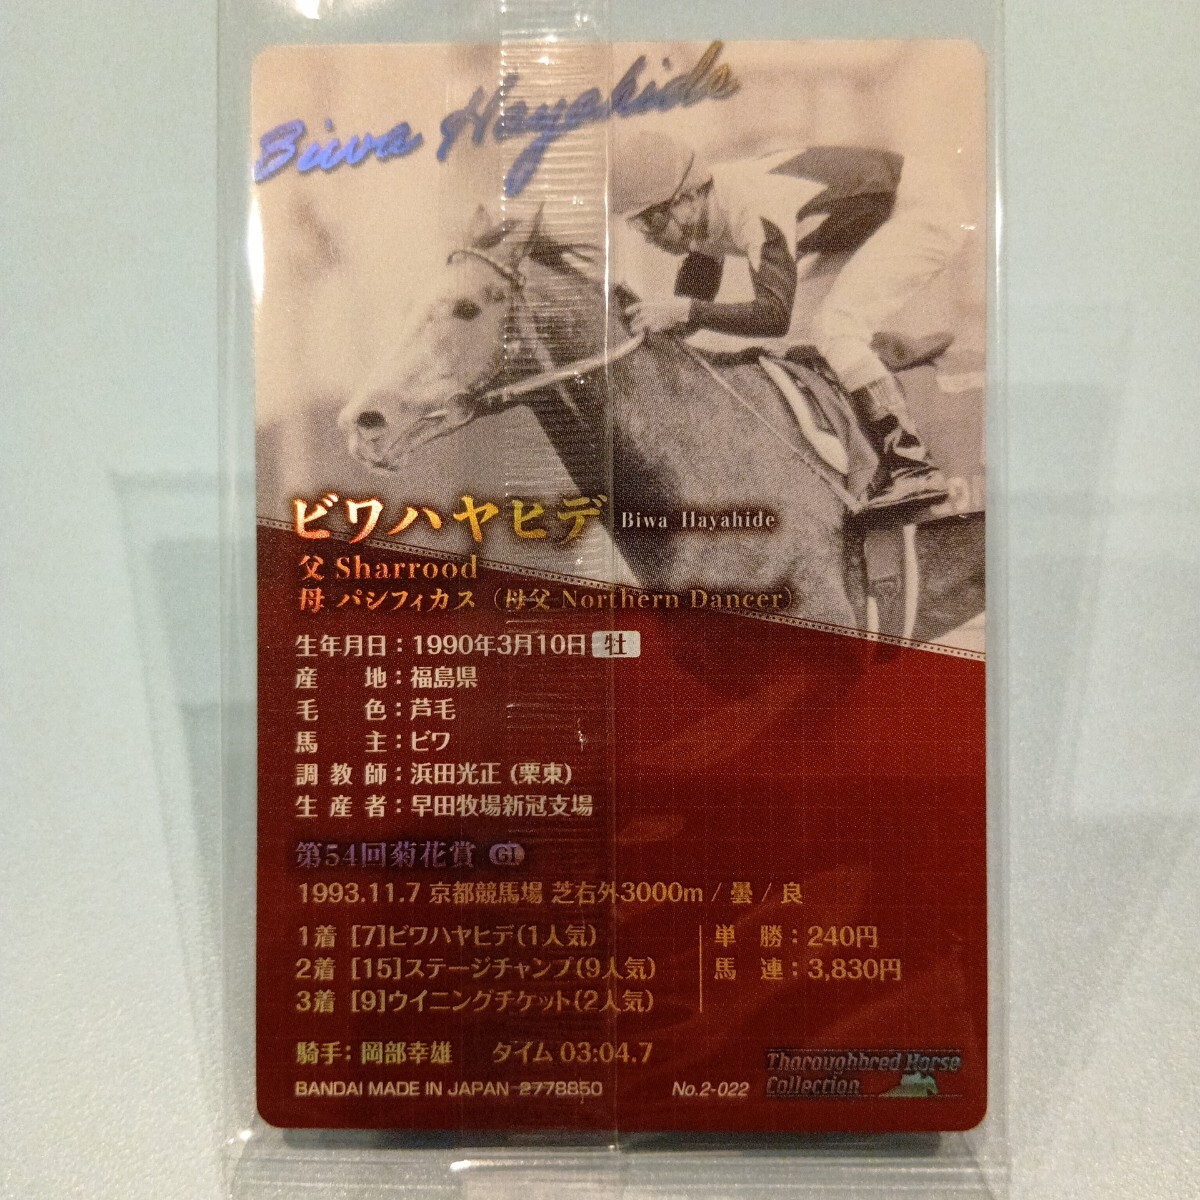 Biwa Hayahide
ビワハヤヒデ Biwa Hayahide
父 Sharrood
母 パシフィカス（母父 Northern Dancer）
生年月日：1990年3月10日 牡
産地：福島県
毛色：芦毛
馬主：ビワ
調教師：浜田光正 (栗東)
生産者：早田牧場新冠支場
第54回菊花賞 GI
1993.11.7 京都競馬場 芝右外3000m / 曇 / 良
1着 [7]ビワハヤヒデ(1人気) 単勝：240円
2着 [15]ステージチャンプ(9人気) 馬連：3,830円
3着 [9]ウイニングチケット(2人気)
騎手：岡部幸雄 タイム 03:04.7
BANDAI MADE IN JAPAN 2778850 No.2-022
Thoroughbred Horse
Collection